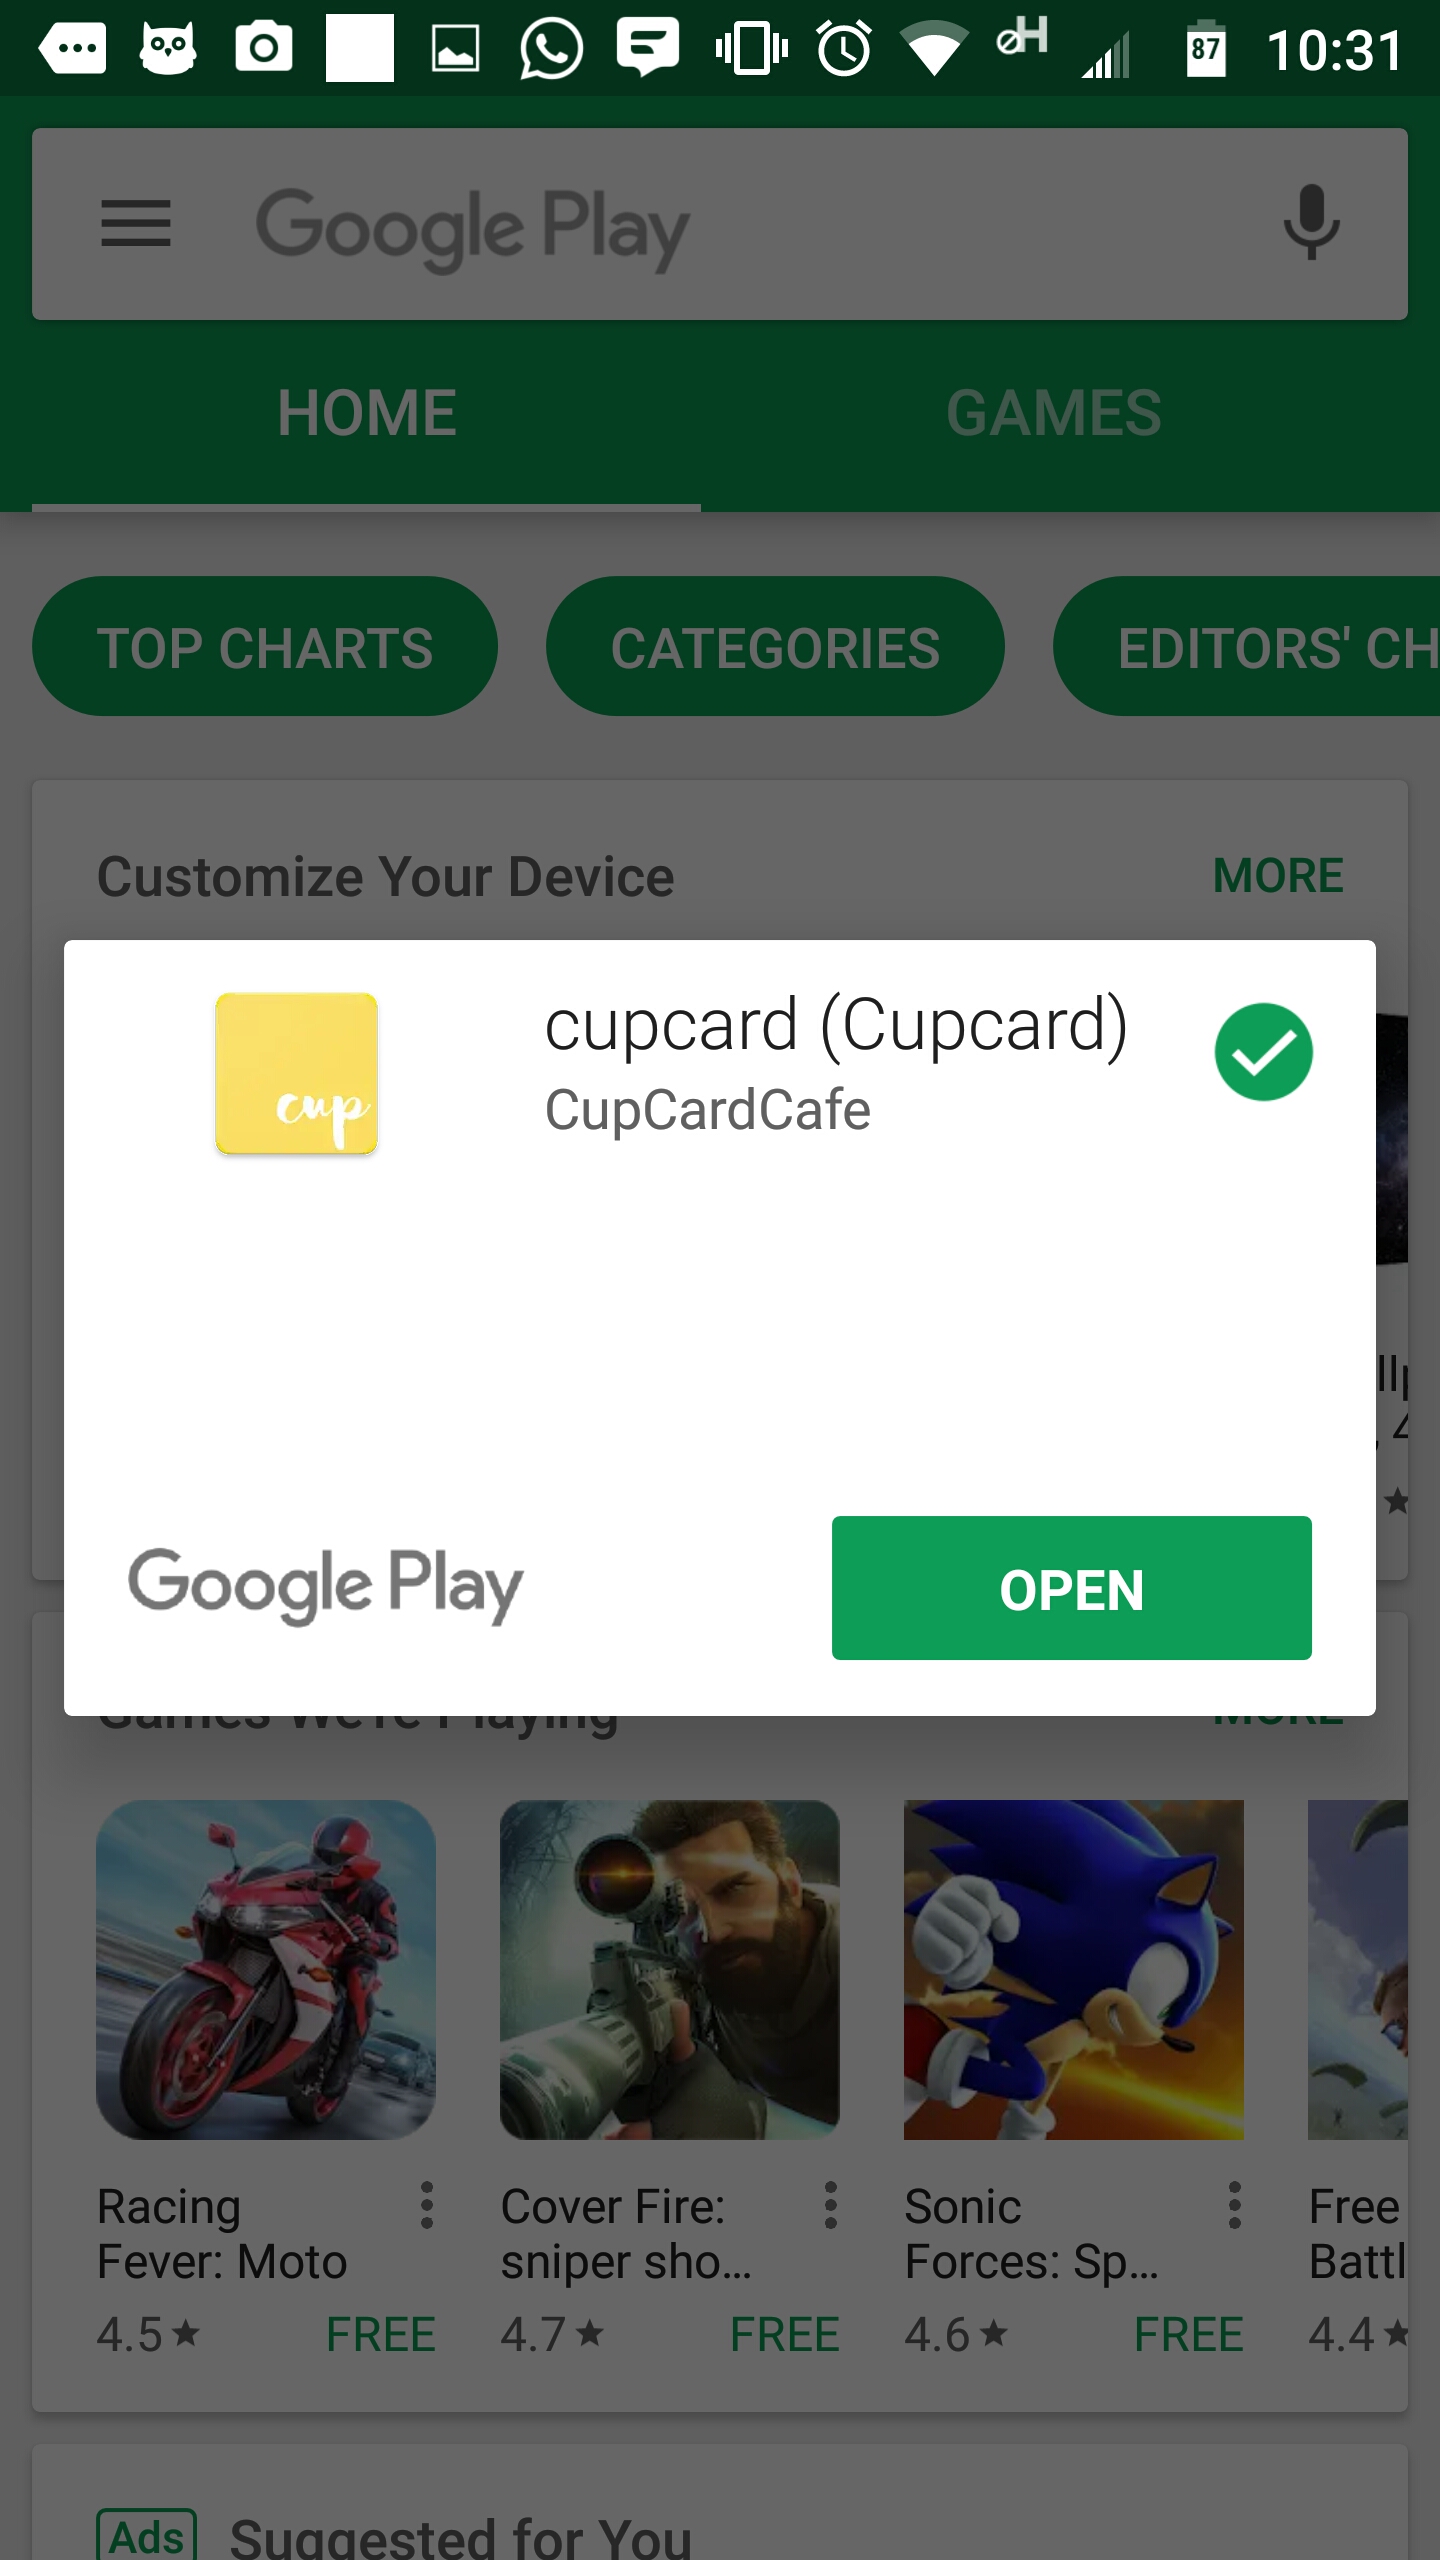 87 10:31
Google Play
HOME GAMES
TOP CHARTS CATEGORIES EDITORS' CH
Customize Your Device MORE
cup
cupcard (Cupcard)
CupCardCafe
Google Play OPEN
Games We're Playing MORE
Racing Fever: Moto
Cover Fire: sniper sho...
Sonic Forces: Sp...
Free Battl
4.5 FREE 4.7 FREE 4.6 FREE 4.4
Ads Suggested for You